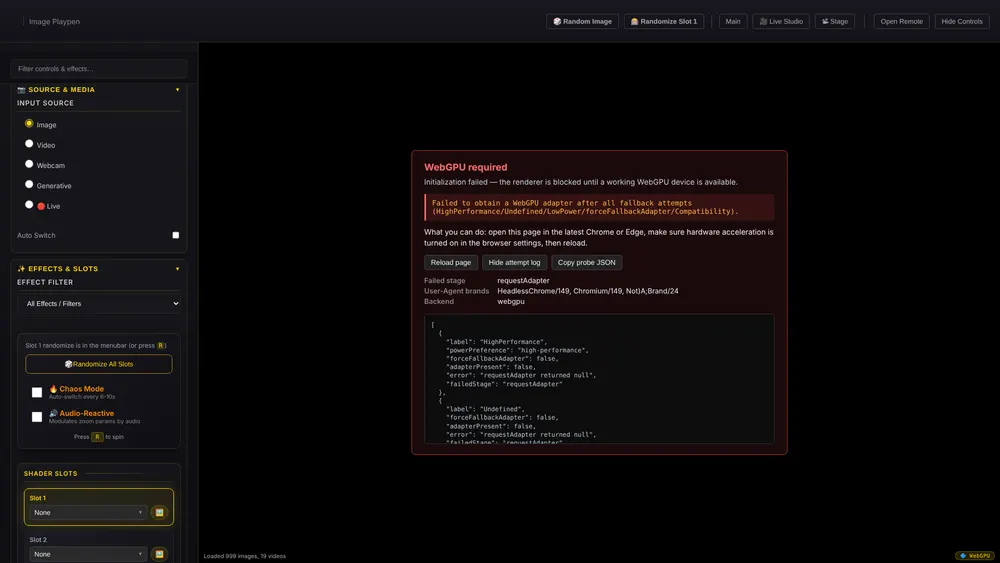 Image Playpen
🎲 Random Image
🎰 Randomize Slot 1
Main
🎥 Live Studio
📽 Stage
Open Remote
Hide Controls
Filter controls & effects…
📷 SOURCE & MEDIA ▼
INPUT SOURCE
Image
Video
Webcam
Generative
🔴 Live
Auto Switch
✨ EFFECTS & SLOTS ▼
EFFECT FILTER
All Effects / Filters
Slot 1 randomize is in the menubar (or press R)
🎲Randomize All Slots
🔥 Chaos Mode
Auto-switch every 6-10s
🔊 Audio-Reactive
Modulates zoom params by audio
Press R to spin
SHADER SLOTS
Slot 1
None
Slot 2
None
WebGPU required
Initialization failed — the renderer is blocked until a working WebGPU device is available.
Failed to obtain a WebGPU adapter after all fallback attempts
(HighPerformance/Undefined/LowPower/forceFallbackAdapter/Compatibility).
What you can do: open this page in the latest Chrome or Edge, make sure hardware acceleration is
turned on in the browser settings, then reload.
Reload page
Hide attempt log
Copy probe JSON
Failed stage requestAdapter
User-Agent brands HeadlessChrome/149, Chromium/149, Not)A;Brand/24
Backend webgpu
[
{
"label": "HighPerformance",
"powerPreference": "high-performance",
"forceFallbackAdapter": false,
"adapterPresent": false,
"error": "requestAdapter returned null",
"failedStage": "requestAdapter"
},
{
"label": "Undefined",
"forceFallbackAdapter": false,
"adapterPresent": false,
"error": "requestAdapter returned null",
"failedStage": "requestAdapter"
Loaded 999 images, 19 videos
🔷 WebGPU